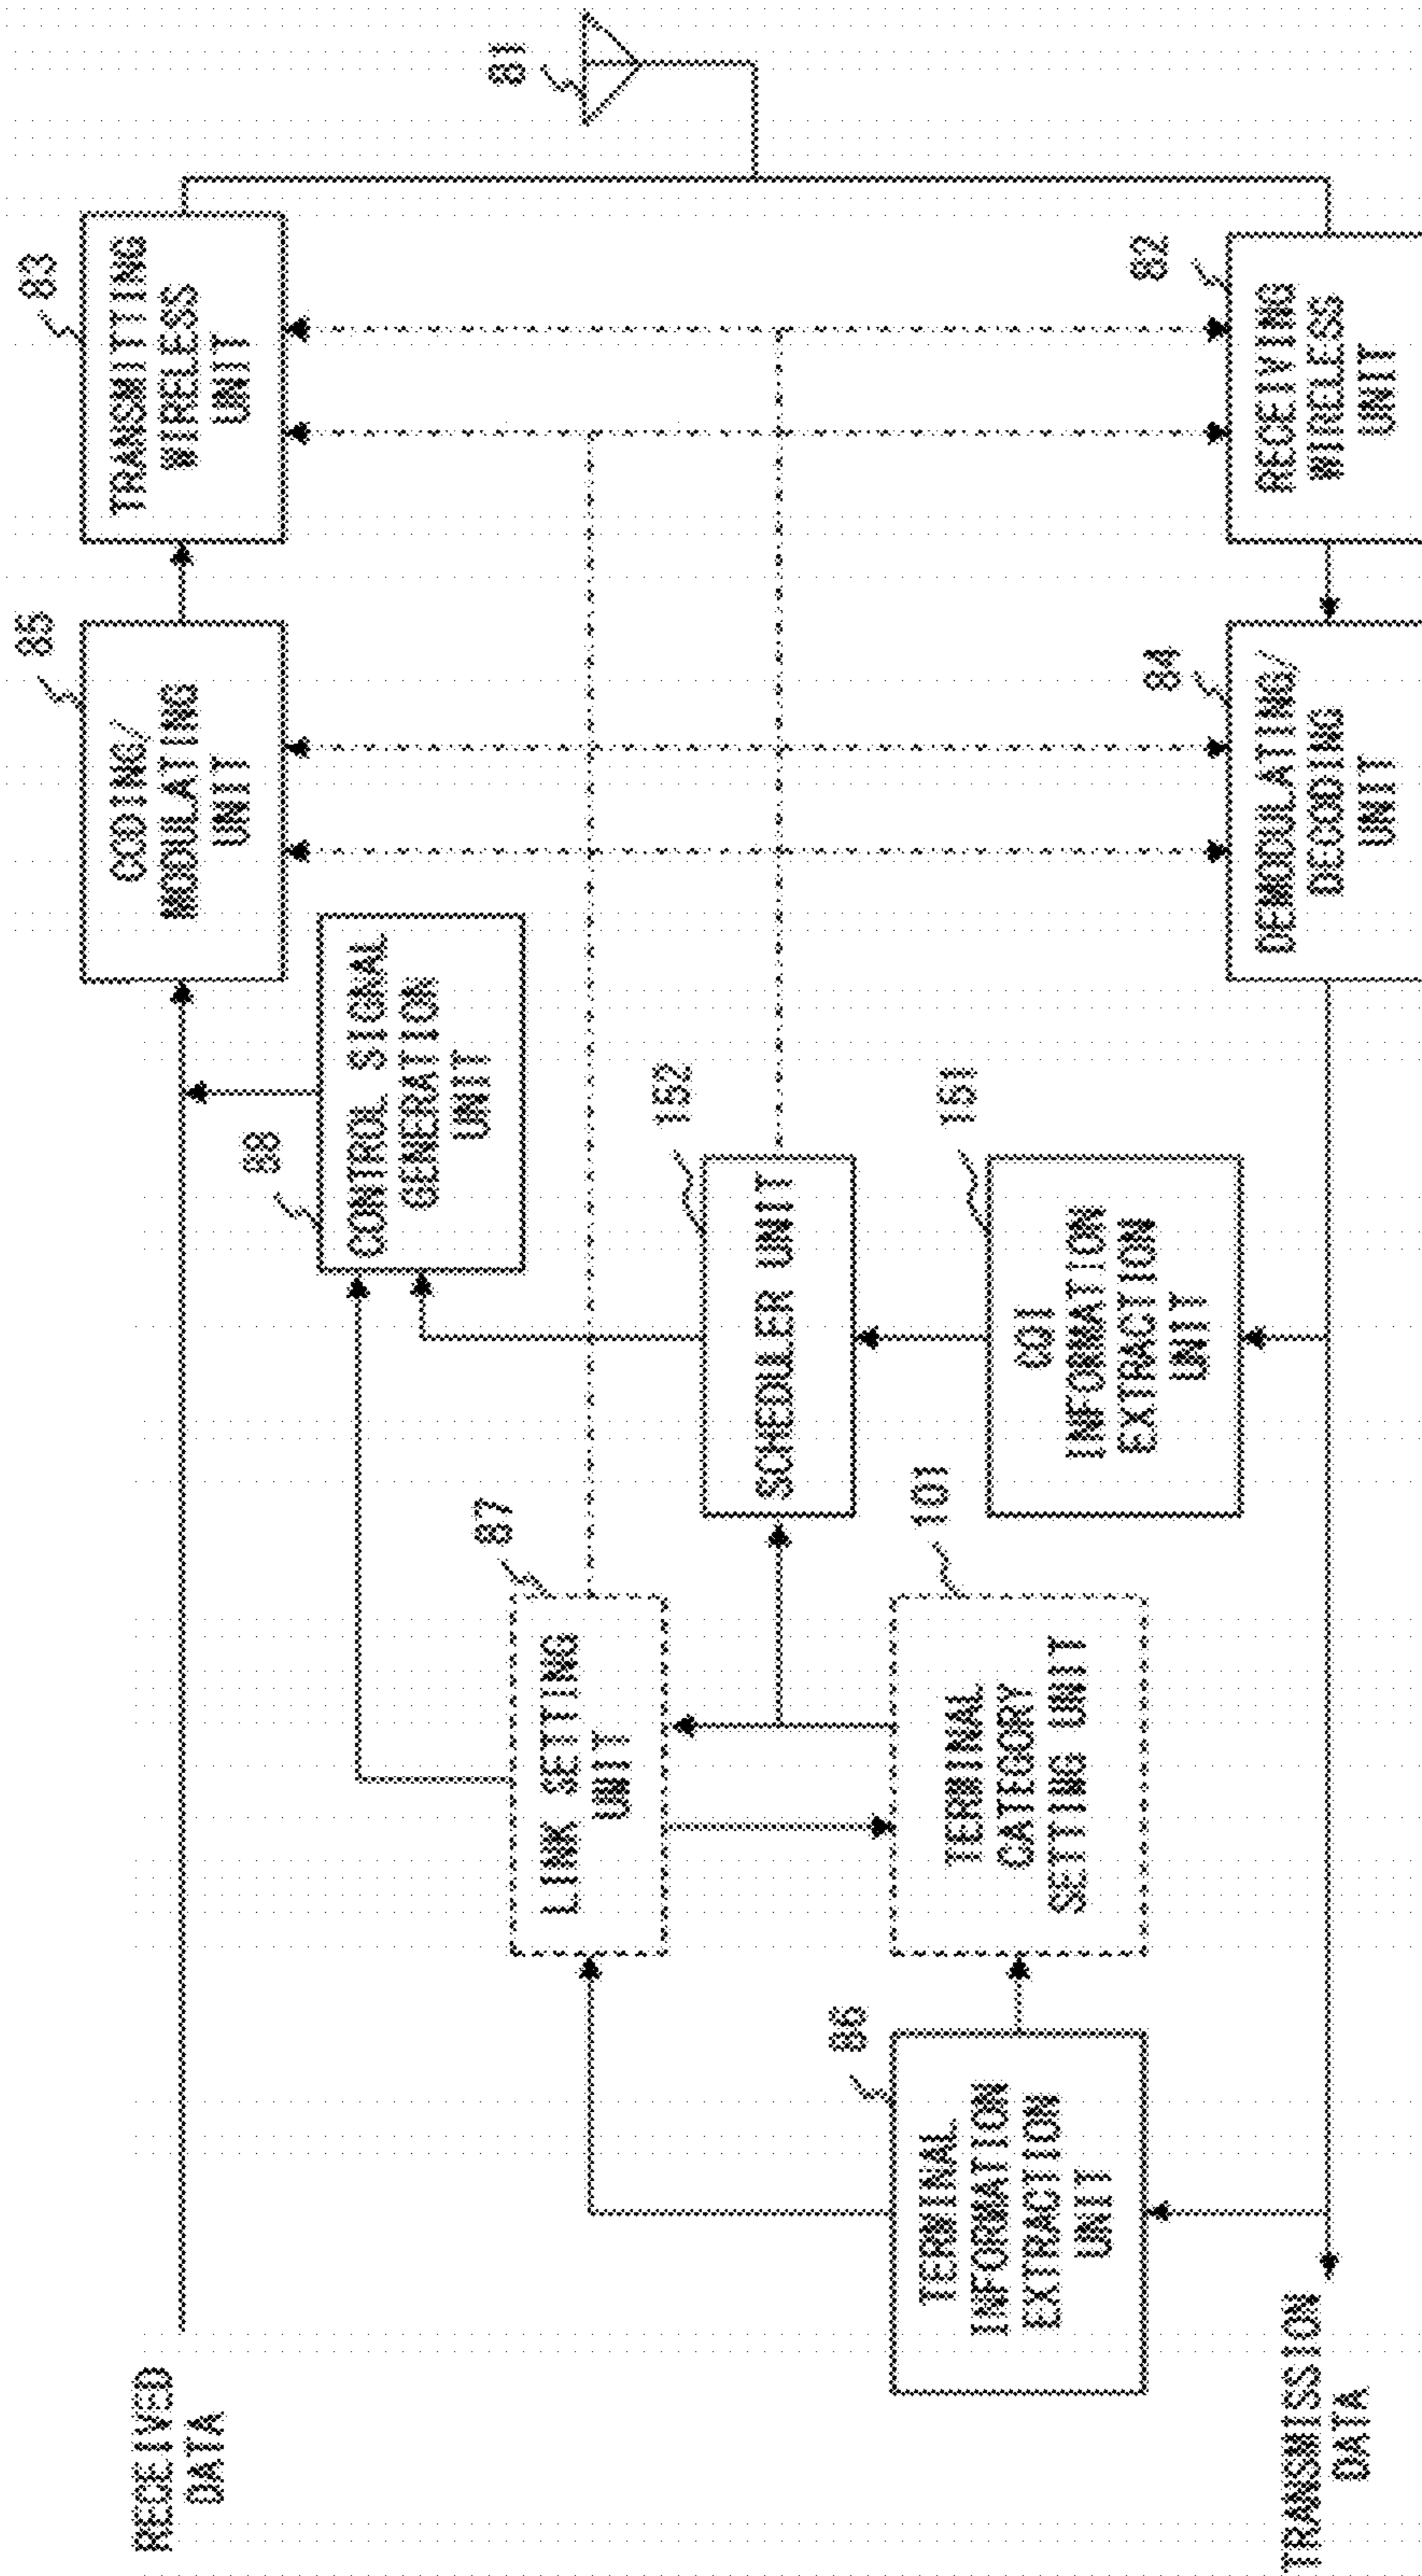 RECEIVED
DATA
85
CODING/
MODULATING
UNIT
83
TRANSMITTING
WIRELESS
UNIT
81
88
CONTROL SIGNAL
GENERATION
UNIT
87
LINK SETTING
UNIT
152
SCHEDULER UNIT
86
TERMINAL
INFORMATION
EXTRACTION
UNIT
101
TERMINAL
CATEGORY
SETTING UNIT
151
CQI
INFORMATION
EXTRACTION
UNIT
84
DEMODULATING/
DECODING
UNIT
82
RECEIVING
WIRELESS
UNIT
TRANSMISSION
DATA